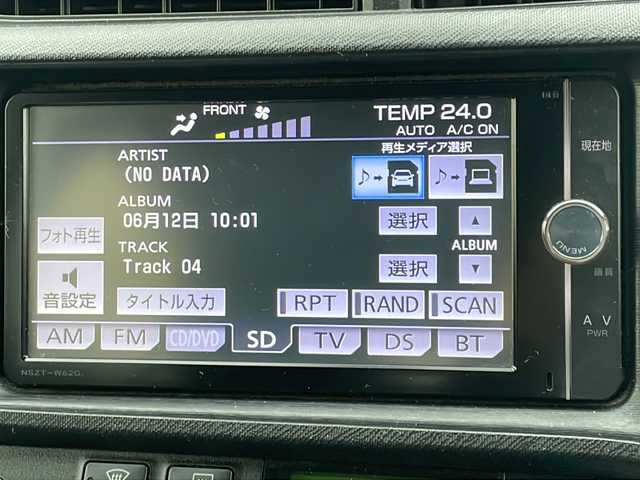 FRONT
TEMP 24.0
AUTO A/C ON
ARTIST
(NO DATA)
再生メディア選択
ALBUM
06月12日 10:01
選択
フォト再生
TRACK
Track 04
ALBUM
選択
音設定
タイトル入力
RPT
RAND
SCAN
AM
FM
CD/DVD
SD
TV
DS
BT
NSZT-W62G
現在地
MENU
画質
AV
PWR